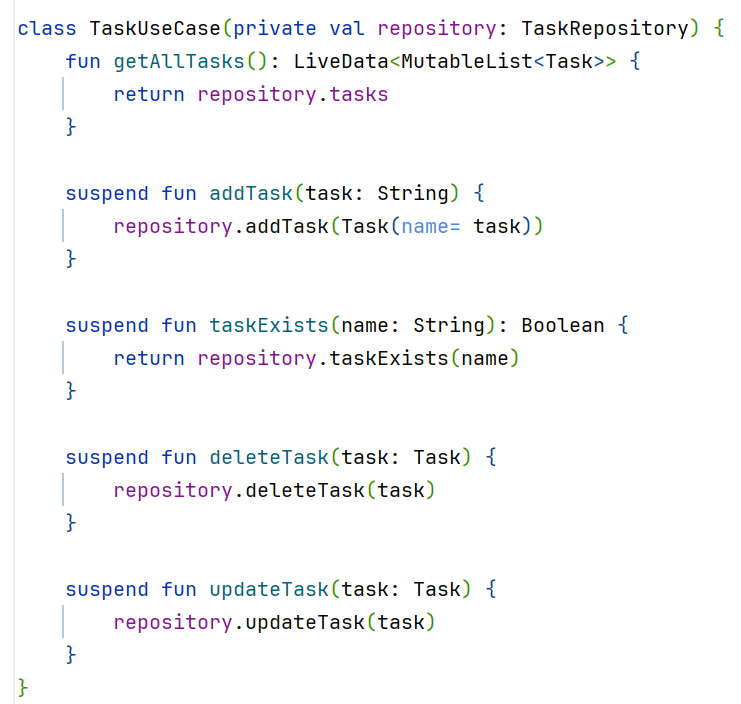 class TaskUseCase(private val repository: TaskRepository) {
    fun getAllTasks(): LiveData<MutableList<Task>> {
        return repository.tasks
    }

    suspend fun addTask(task: String) {
        repository.addTask(Task(name= task))
    }

    suspend fun taskExists(name: String): Boolean {
        return repository.taskExists(name)
    }

    suspend fun deleteTask(task: Task) {
        repository.deleteTask(task)
    }

    suspend fun updateTask(task: Task) {
        repository.updateTask(task)
    }
}